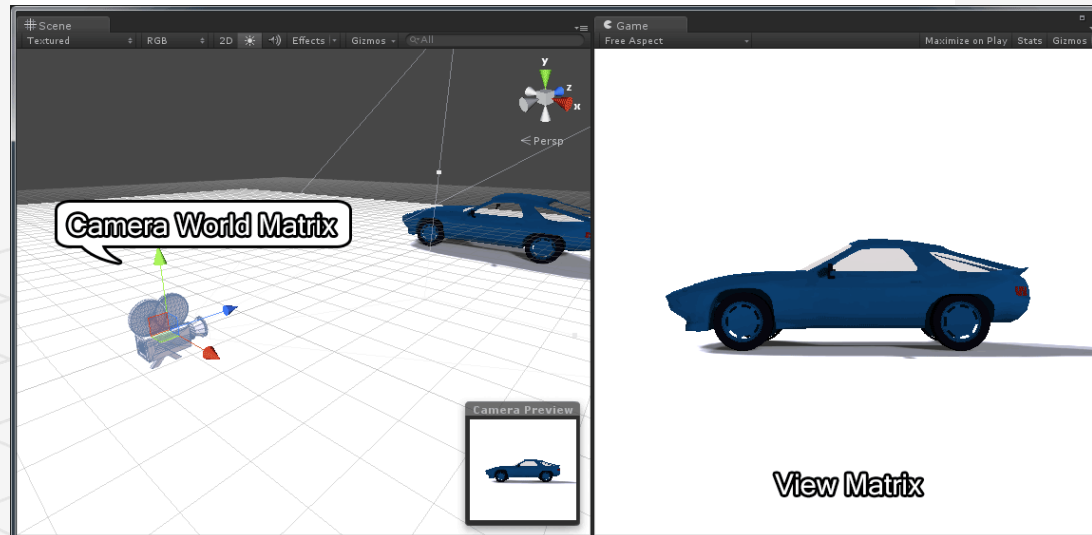 Scene
Textured RGB 2D Effects Gizmos All
y
z
x
Persp
Camera World Matrix
Camera Preview
Game
Free Aspect Maximize on Play Stats Gizmos
View Matrix